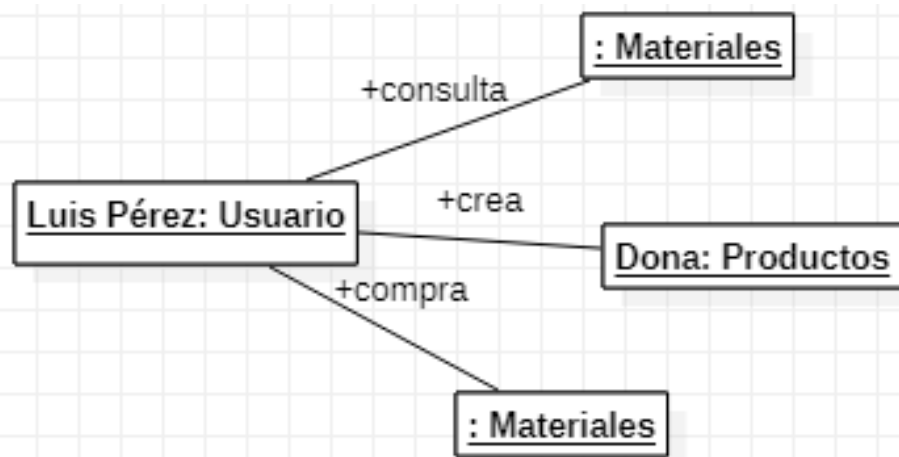 : Materiales
+consulta
Luis Pérez: Usuario
+crea
Dona: Productos
+compra
: Materiales